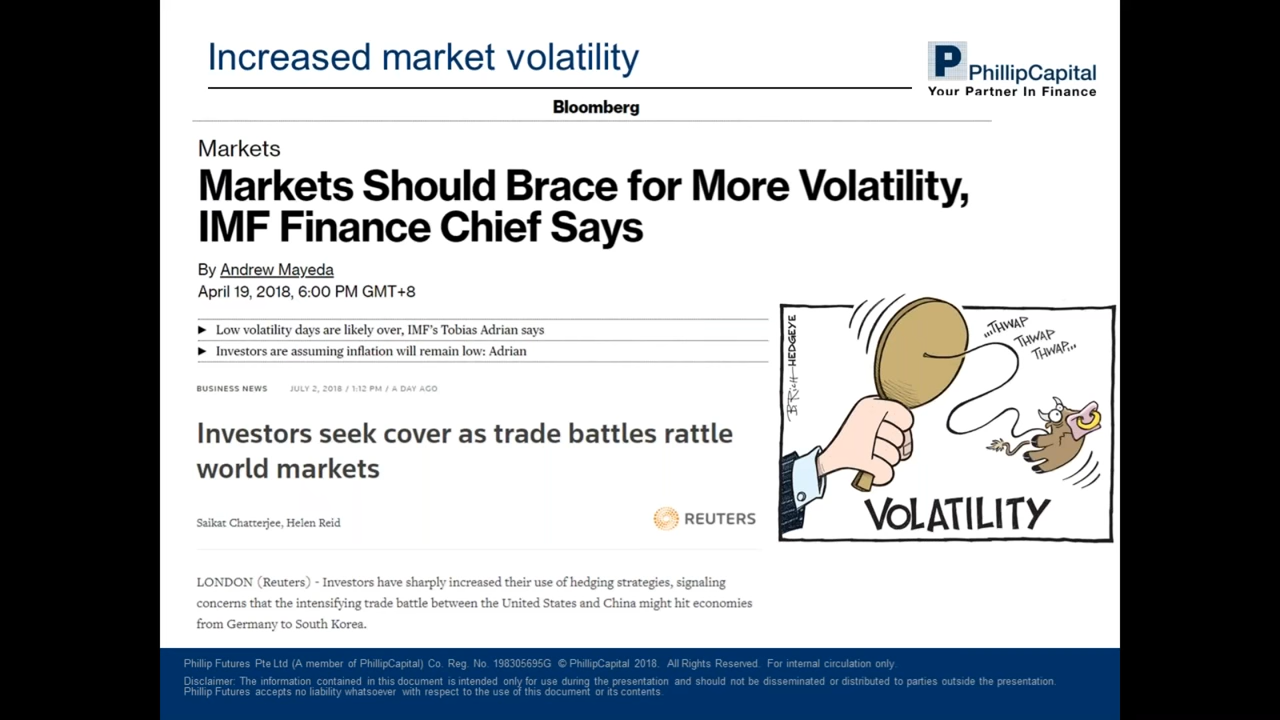 Increased market volatility
P PhillipCapital
Your Partner In Finance
Bloomberg
Markets
Markets Should Brace for More Volatility,
IMF Finance Chief Says
By Andrew Mayeda
April 19, 2018, 6:00 PM GMT+8
► Low volatility days are likely over, IMF's Tobias Adrian says
► Investors are assuming inflation will remain low: Adrian
BUSINESS NEWS JULY 2, 2018 / 1:12 PM / A DAY AGO
Investors seek cover as trade battles rattle
world markets
Saikat Chatterjee, Helen Reid
REUTERS
LONDON (Reuters) - Investors have sharply increased their use of hedging strategies, signaling
concerns that the intensifying trade battle between the United States and China might hit economies
from Germany to South Korea.
B RICH—HEDGEYE
...THWAP
THWAP
THWAP...
VOLATILITY
Phillip Futures Pte Ltd (A member of PhillipCapital) Co. Reg. No. 198305695G © PhillipCapital 2018. All Rights Reserved. For internal circulation only.
Disclaimer: The information contained in this document is intended only for use during the presentation and should not be disseminated or distributed to parties outside the presentation.
Phillip Futures accepts no liability whatsoever with respect to the use of this document or its contents.